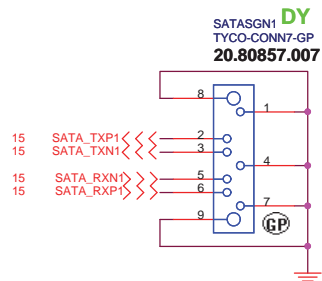 SATASGN1 DY
TYCO-CONN7-GP
20.80857.007
8
1
15 SATA_TXP1 2
15 SATA_TXN1 3
4
15 SATA_RXN1 5
15 SATA_RXP1 6
7
9
GP